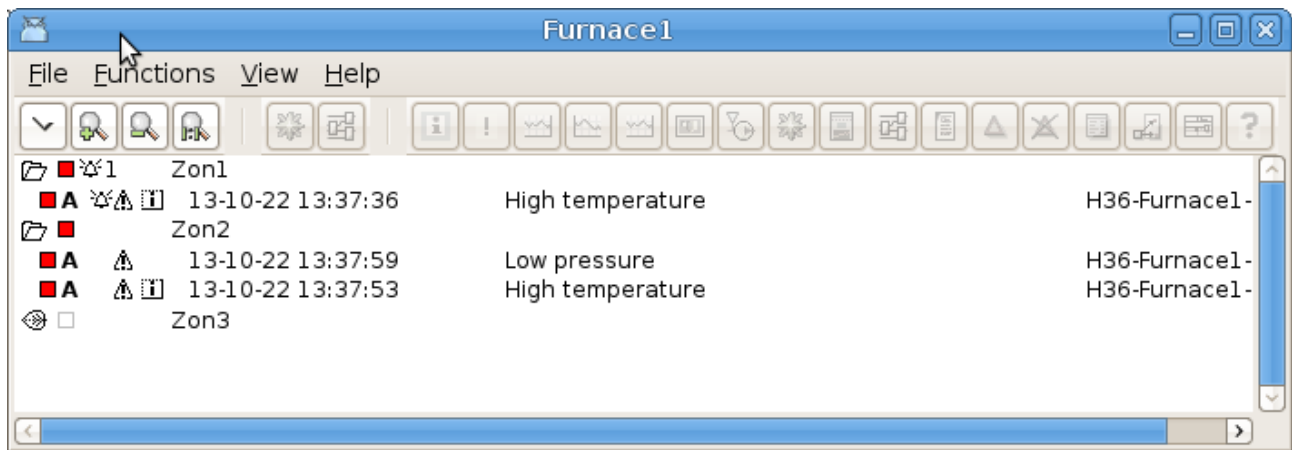 Furnace1
File Functions View Help
1 Zon1
A 13-10-22 13:37:36 High temperature H36-Furnace1-
Zon2
A 13-10-22 13:37:59 Low pressure H36-Furnace1-
A 13-10-22 13:37:53 High temperature H36-Furnace1-
Zon3